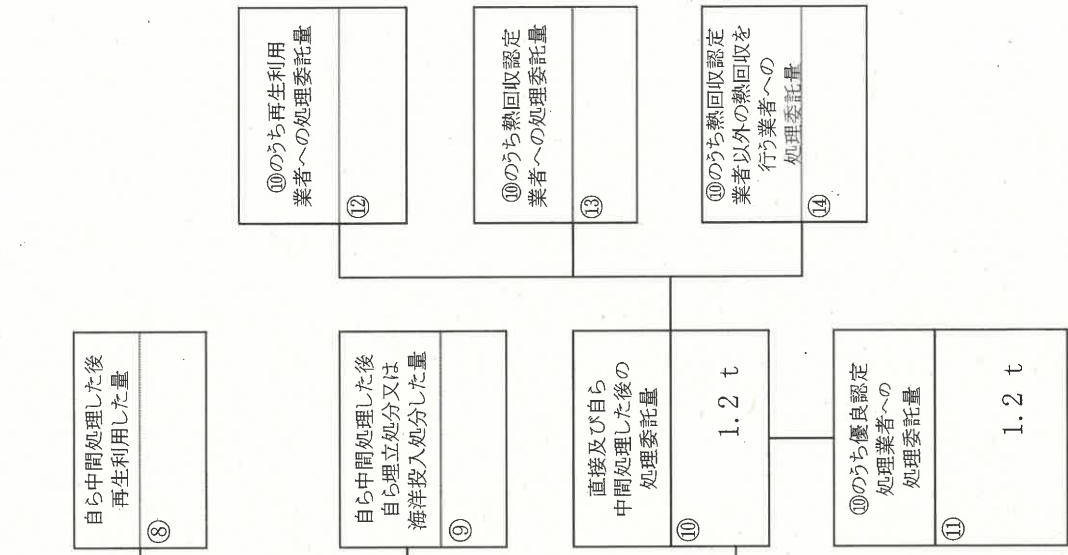 自ら中間処理した後
再生利用した量
⑧
自ら中間処理した後
自ら埋立処分又は
海洋投入処分した量
⑨
直接及び自ら
中間処理した後の
処理委託量
⑩
1.2 t
⑩のうち優良認定
処理業者への
処理委託量
⑪
1.2 t
⑩のうち再生利用
業者への処理委託量
⑫
⑩のうち熱回収認定
業者への処理委託量
⑬
⑩のうち熱回収認定
業者以外の熱回収を
行う業者への
処理委託量
⑭